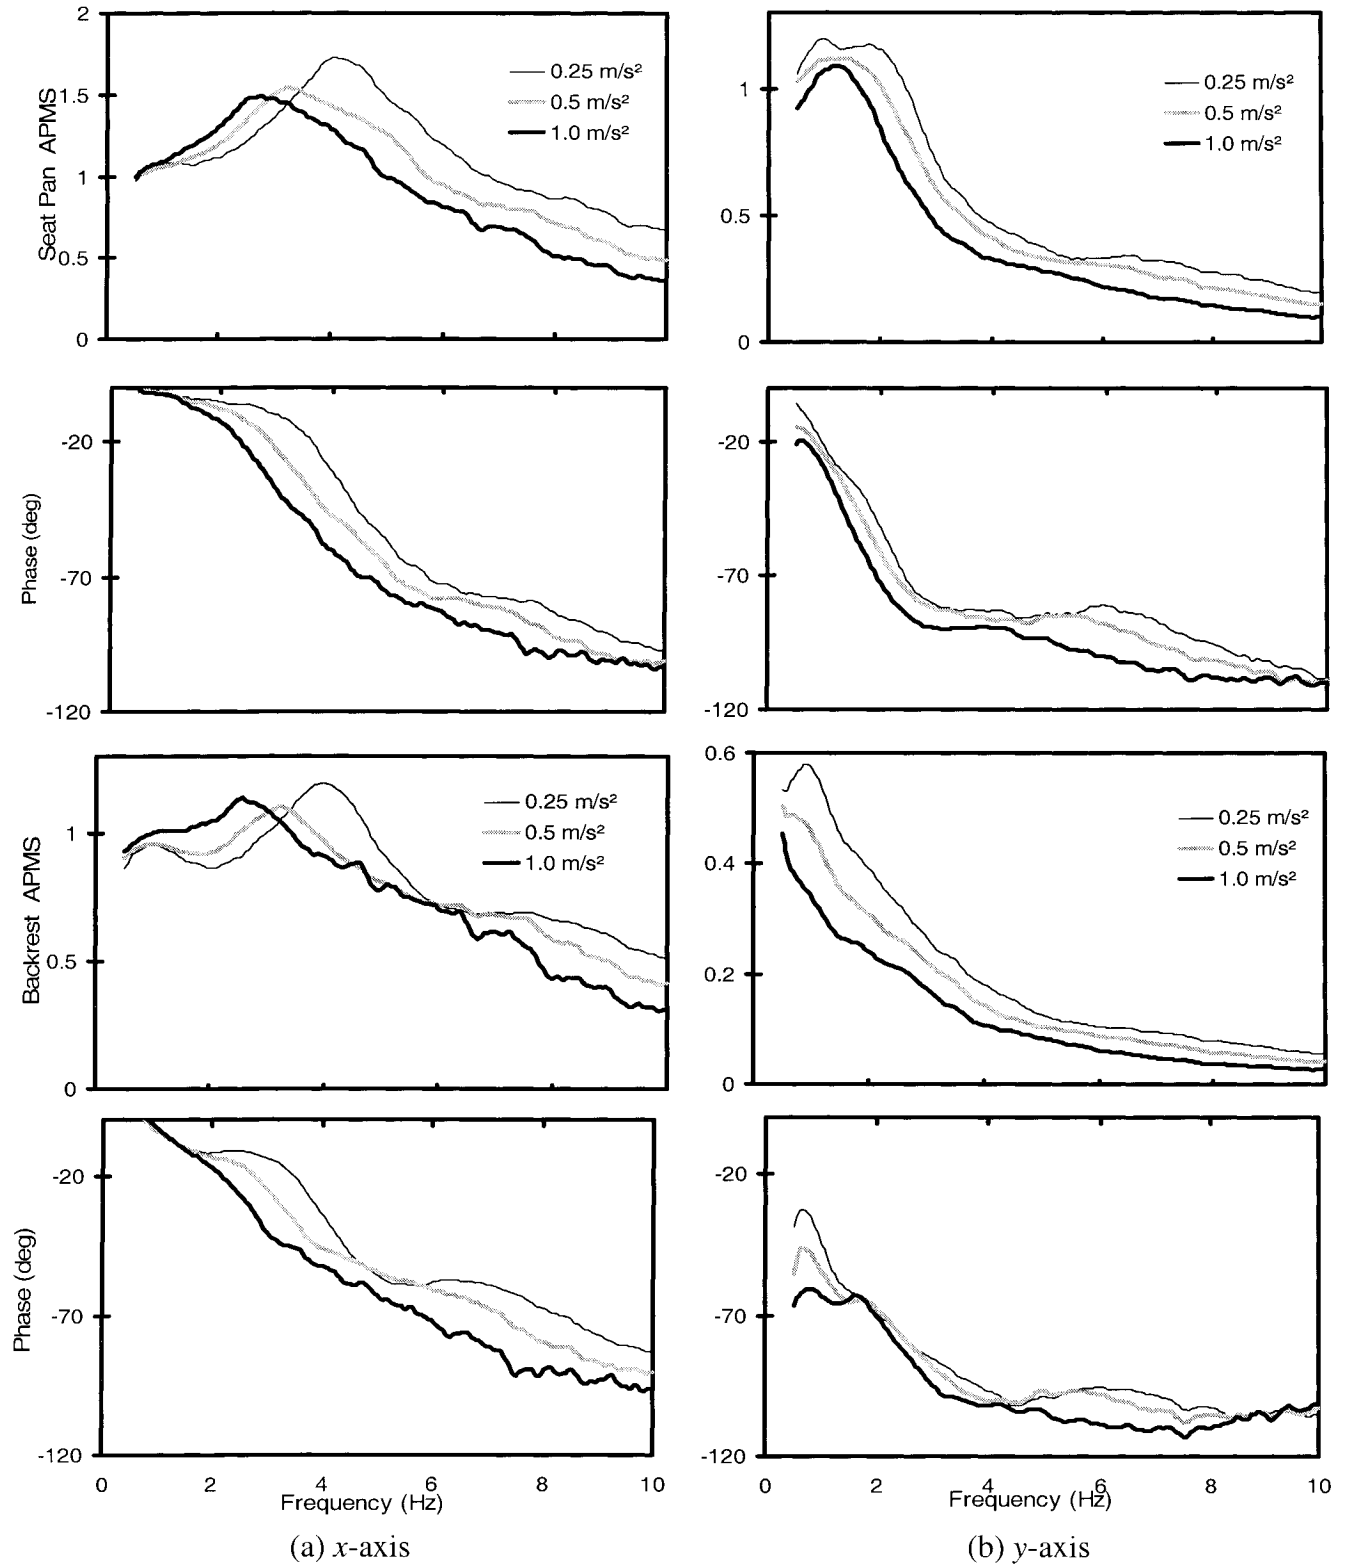 2
1.5
1
0.5
0
Seat Pan APMS
0.25 m/s²
0.5 m/s²
1.0 m/s²
1
0.5
0
0.25 m/s²
0.5 m/s²
1.0 m/s²
-20
-70
-120
Phase (deg)
-20
-70
-120
1
0.5
0
Backrest APMS
0.25 m/s²
0.5 m/s²
1.0 m/s²
0.6
0.4
0.2
0
0.25 m/s²
0.5 m/s²
1.0 m/s²
-20
-70
-120
Phase (deg)
0 2 4 6 8 10
Frequency (Hz)
-20
-70
-120
0 2 4 6 8 10
Frequency (Hz)
(a) x-axis
(b) y-axis